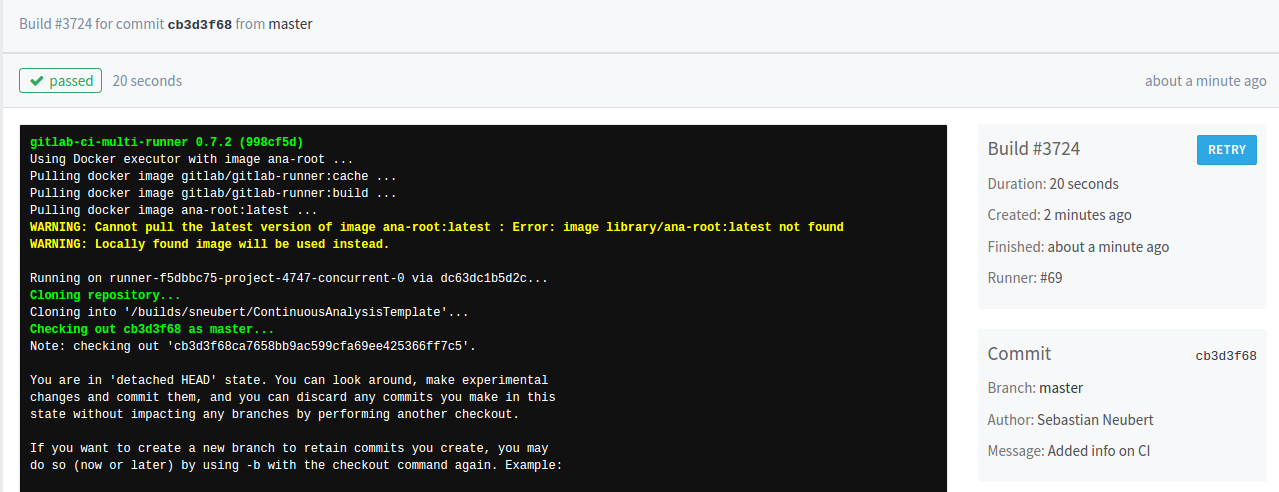 Build #3724 for commit cb3d3f68 from master
passed 20 seconds about a minute ago
gitlab-ci-multi-runner 0.7.2 (998cf5d)
Using Docker executor with image ana-root ...
Pulling docker image gitlab/gitlab-runner:cache ...
Pulling docker image gitlab/gitlab-runner:build ...
Pulling docker image ana-root:latest ...
WARNING: Cannot pull the latest version of image ana-root:latest : Error: image library/ana-root:latest not found
WARNING: Locally found image will be used instead.
Running on runner-f5dbbc75-project-4747-concurrent-0 via dc63dc1b5d2c...
Cloning repository...
Cloning into '/builds/sneubert/ContinuousAnalysisTemplate'...
Checking out cb3d3f68 as master...
Note: checking out 'cb3d3f68ca7658bb9ac599cfa69ee425366ff7c5'.
You are in 'detached HEAD' state. You can look around, make experimental
changes and commit them, and you can discard any commits you make in this
state without impacting any branches by performing another checkout.
If you want to create a new branch to retain commits you create, you may
do so (now or later) by using -b with the checkout command again. Example:
Build #3724 RETRY
Duration: 20 seconds
Created: 2 minutes ago
Finished: about a minute ago
Runner: #69
Commit cb3d3f68
Branch: master
Author: Sebastian Neubert
Message: Added info on CI